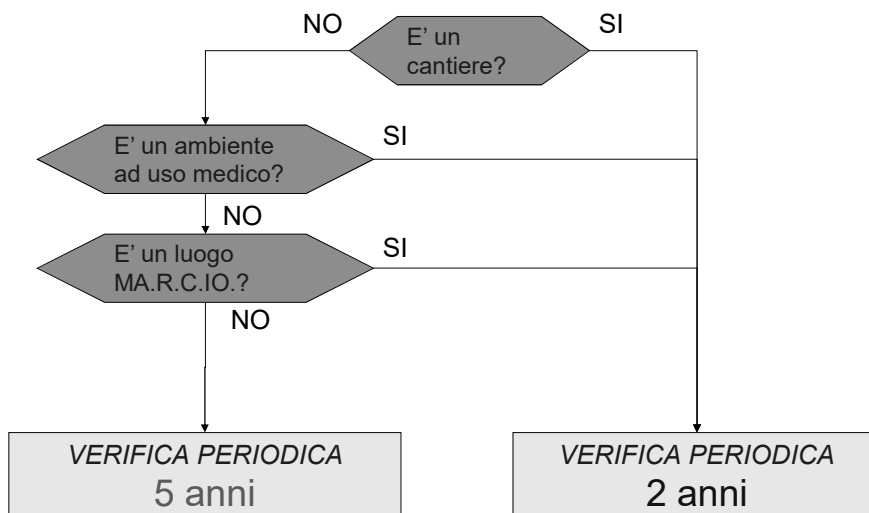 NO
E' un
cantiere?
SI
E' un ambiente
ad uso medico?
SI
NO
E' un luogo
MA.R.C.IO.?
SI
NO
VERIFICA PERIODICA
5 anni
VERIFICA PERIODICA
2 anni